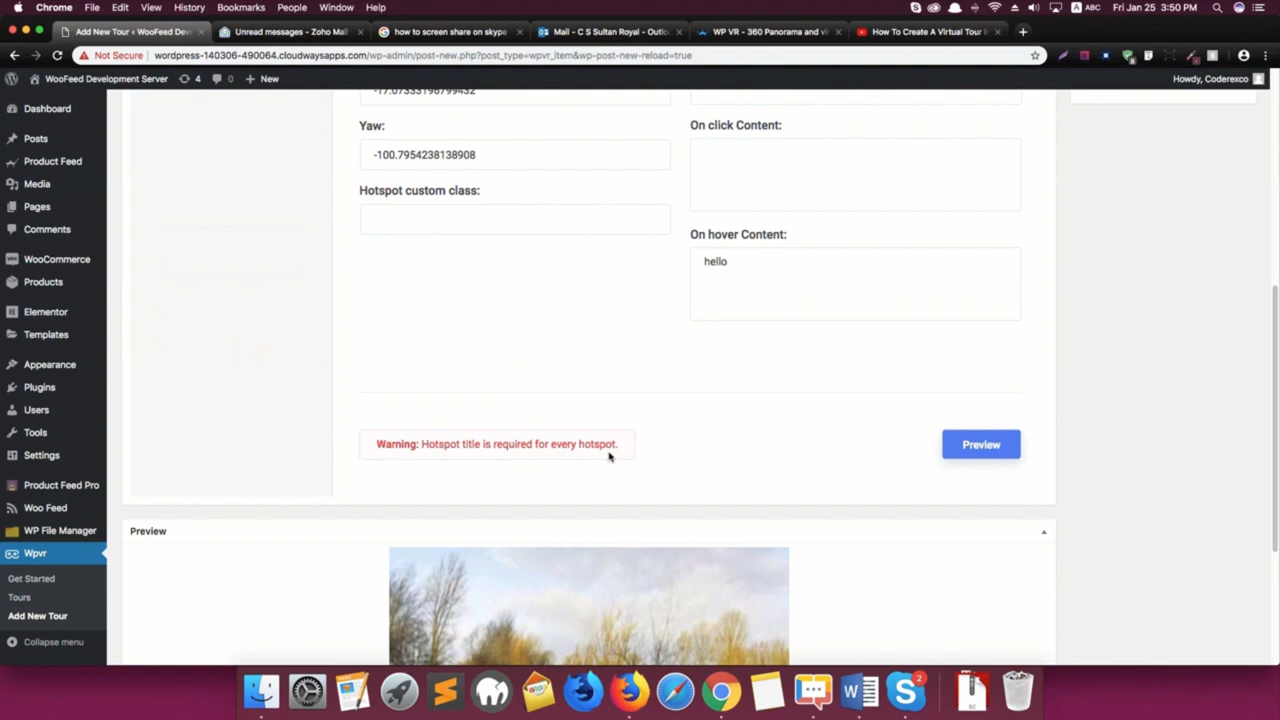 Chrome File Edit View History Bookmarks People Window Help ABC Fri Jan 25 3:50 PM
Add New Tour ‹ WooFeed Deve Unread messages - Zoho Mail how to screen share on skype Mail - C S Sultan Royal - Outlo WP VR - 360 Panorama and vi How To Create A Virtual Tour I
Not Secure wordpress-140306-490064.cloudwaysapps.com/wp-admin/post-new.php?post_type=wpvr_item&wp-post-new-reload=true
WooFeed Development Server 4 0 New Howdy, Coderexco
Dashboard
Posts
Product Feed
Media
Pages
Comments
WooCommerce
Products
Elementor
Templates
Appearance
Plugins
Users
Tools
Settings
Product Feed Pro
Woo Feed
WP File Manager
Wpvr
Get Started
Tours
Add New Tour
Collapse menu
-17.07333196799432
Yaw:
-100.7954238138908
Hotspot custom class:
On click Content:
On hover Content:
hello
Warning: Hotspot title is required for every hotspot.
Preview
Preview
2